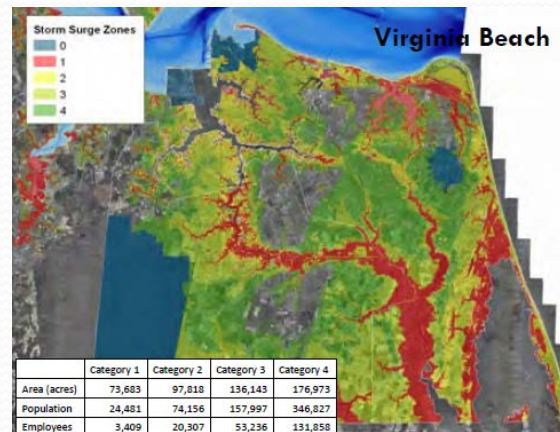 Virginia Beach
Storm Surge Zones
0
1
2
3
4
Category 1 Category 2 Category 3 Category 4
Area (acres) 73,683 97,818 136,143 176,973
Population 24,481 74,156 157,997 346,827
Employees 3,409 20,307 53,236 131,858